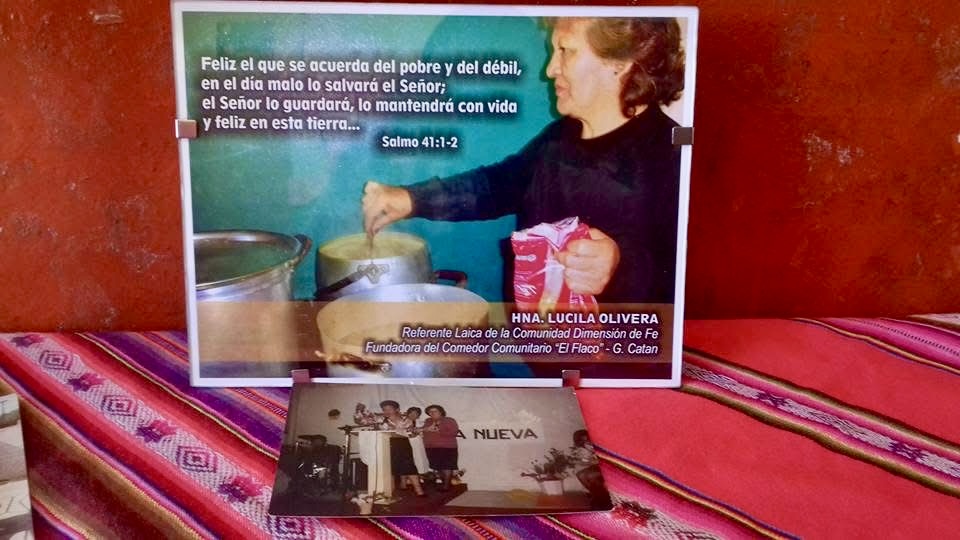 Feliz el que se acuerda del pobre y del débil,
en el día malo lo salvará el Señor;
el Señor lo guardará, lo mantendrá con vida
y feliz en esta tierra...
Salmo 41:1-2
HNA. LUCILA OLIVERA
Referente Laica de la Comunidad Dimensión de Fe
Fundadora del Comedor Comunitario "El Flaco" - G. Catan
A NUEVA